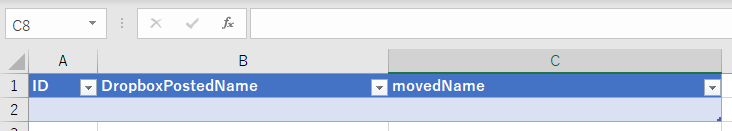 C8 fx
A B C
1 ID DropboxPostedName movedName
2